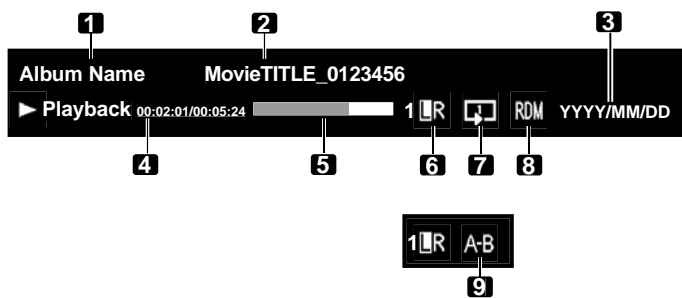 1 2 3
Album Name MovieTITLE_0123456
Playback 00:02:01/00:05:24 1 LR 1 RDM YYYY/MM/DD
4 5 6 7 8
1 LR A-B
9